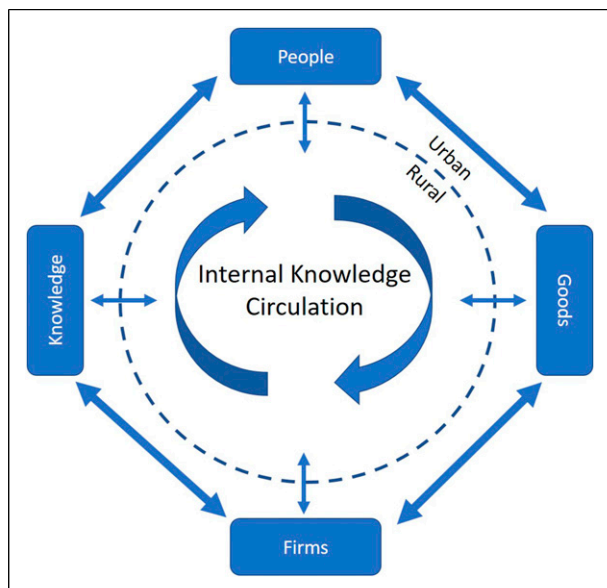 People
Urban
Rural
Knowledge
Internal Knowledge
Circulation
Goods
Firms